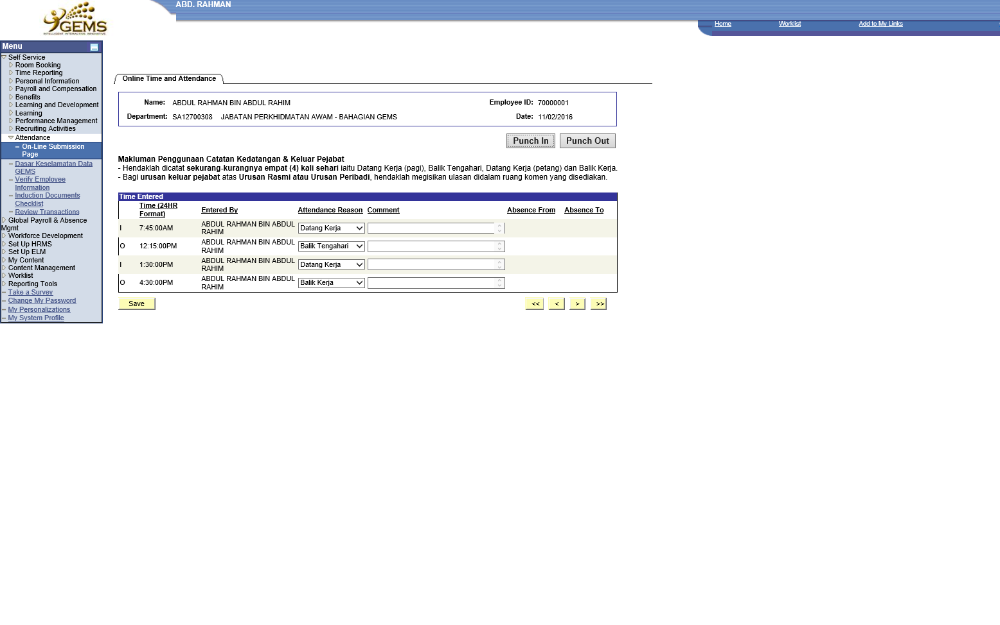 GEMS
INTELLIGENT. INTERACTIVE. INNOVATIVE.
ABD. RAHMAN
Home
Worklist
Add to My Links
Menu
Self Service
Room Booking
Time Reporting
Personal Information
Payroll and Compensation
Benefits
Learning and Development
Learning
Performance Management
Recruiting Activities
Attendance
On-Line Submission
Page
Dasar Keselamatan Data
GEMS
Verify Employee
Information
Induction Documents
Checklist
Review Transactions
Global Payroll & Absence
Mgmt
Workforce Development
Set Up HRMS
Set Up ELM
My Content
Content Management
Worklist
Reporting Tools
Take a Survey
Change My Password
My Personalizations
My System Profile
Online Time and Attendance
Name: ABDUL RAHMAN BIN ABDUL RAHIM Employee ID: 70000001
Department: SA12700308 JABATAN PERKHIDMATAN AWAM - BAHAGIAN GEMS Date: 11/02/2016
Punch In Punch Out
Makluman Penggunaan Catatan Kedatangan & Keluar Pejabat
- Hendaklah dicatat sekurang-kurangnya empat (4) kali sehari iaitu Datang Kerja (pagi), Balik Tengahari, Datang Kerja (petang) dan Balik Kerja.
- Bagi urusan keluar pejabat atas Urusan Rasmi atau Urusan Peribadi, hendaklah megisikan ulasan didalam ruang komen yang disediakan.
Time Entered
Time (24HR
Format) Entered By Attendance Reason Comment Absence From Absence To
I 7:45:00AM ABDUL RAHMAN BIN ABDUL
RAHIM Datang Kerja
O 12:15:00PM ABDUL RAHMAN BIN ABDUL
RAHIM Balik Tengahari
I 1:30:00PM ABDUL RAHMAN BIN ABDUL
RAHIM Datang Kerja
O 4:30:00PM ABDUL RAHMAN BIN ABDUL
RAHIM Balik Kerja
Save << < > >>